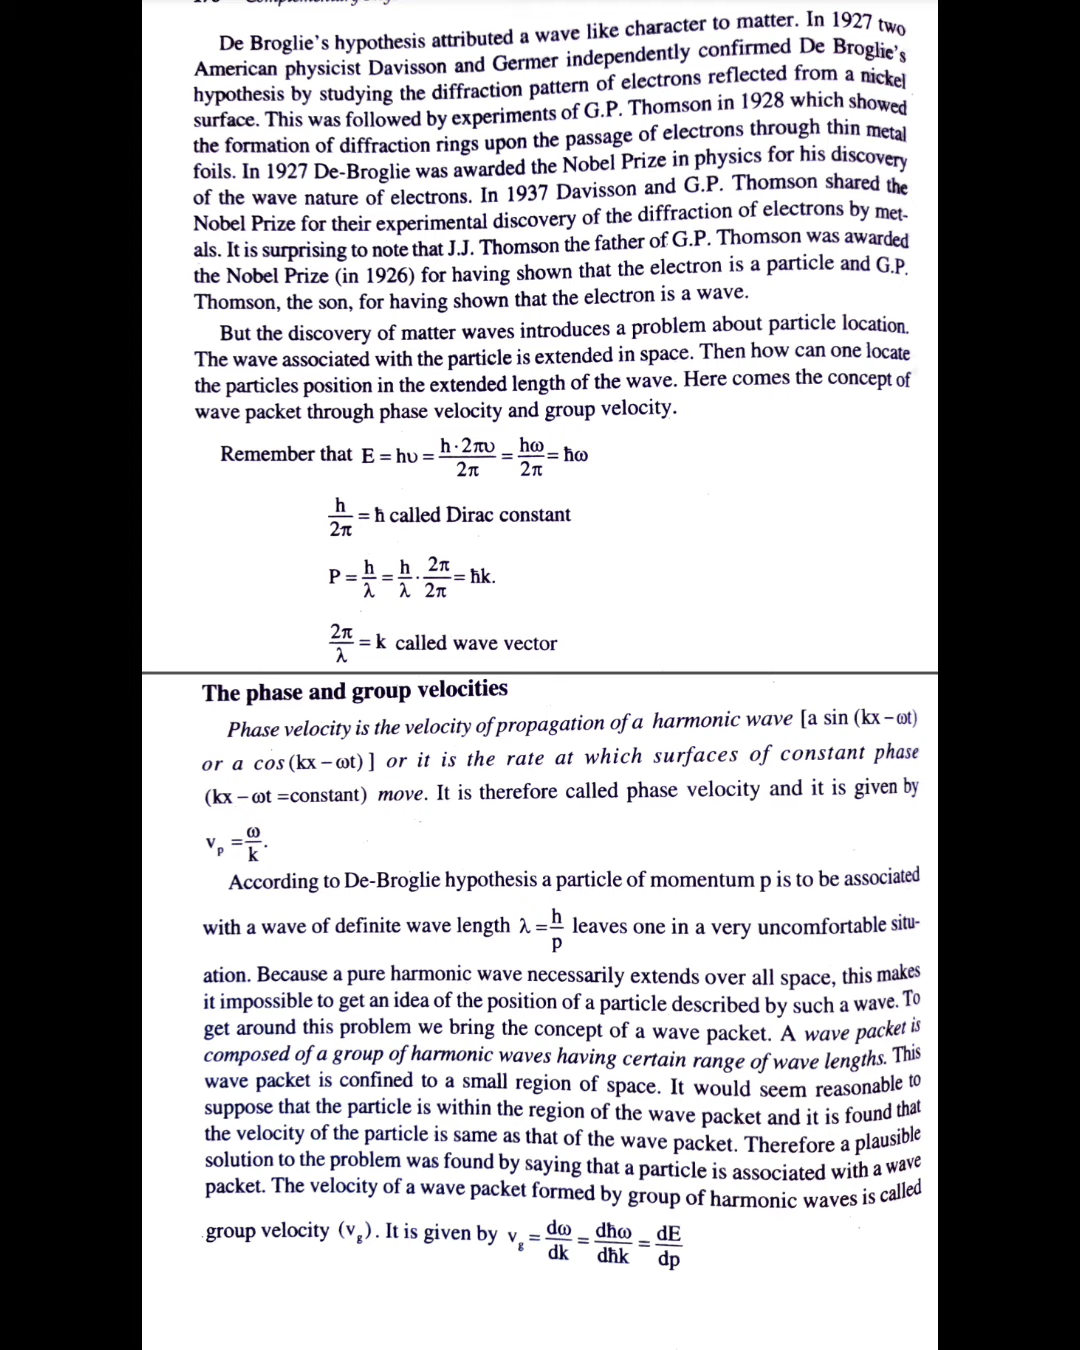 De Broglie's hypothesis attributed a wave like character to matter. In 1927 two
American physicist Davisson and Germer independently confirmed De Broglie's
hypothesis by studying the diffraction pattern of electrons reflected from a nickel
surface. This was followed by experiments of G.P. Thomson in 1928 which showed
the formation of diffraction rings upon the passage of electrons through thin metal
foils. In 1927 De-Broglie was awarded the Nobel Prize in physics for his discovery
of the wave nature of electrons. In 1937 Davisson and G.P. Thomson shared the
Nobel Prize for their experimental discovery of the diffraction of electrons by met-
als. It is surprising to note that J.J. Thomson the father of G.P. Thomson was awarded
the Nobel Prize (in 1926) for having shown that the electron is a particle and G.P.
Thomson, the son, for having shown that the electron is a wave.
But the discovery of matter waves introduces a problem about particle location.
The wave associated with the particle is extended in space. Then how can one locate
the particles position in the extended length of the wave. Here comes the concept of
wave packet through phase velocity and group velocity.
Remember that E = hυ = h·2πυ/2π = hω/2π = ħω
h/2π = ħ called Dirac constant
P = h/λ = h/λ · 2π/2π = ħk.
2π/λ = k called wave vector
The phase and group velocities
Phase velocity is the velocity of propagation of a harmonic wave [a sin (kx – ωt)
or a cos (kx – ωt) ] or it is the rate at which surfaces of constant phase
(kx – ωt =constant) move. It is therefore called phase velocity and it is given by
v_p = ω/k.
According to De-Broglie hypothesis a particle of momentum p is to be associated
with a wave of definite wave length λ = h/p leaves one in a very uncomfortable situ-
ation. Because a pure harmonic wave necessarily extends over all space, this makes
it impossible to get an idea of the position of a particle described by such a wave. To
get around this problem we bring the concept of a wave packet. A wave packet is
composed of a group of harmonic waves having certain range of wave lengths. This
wave packet is confined to a small region of space. It would seem reasonable to
suppose that the particle is within the region of the wave packet and it is found that
the velocity of the particle is same as that of the wave packet. Therefore a plausible
solution to the problem was found by saying that a particle is associated with a wave
packet. The velocity of a wave packet formed by group of harmonic waves is called
group velocity (v_g). It is given by v_g = dω/dk = dħω/dħk = dE/dp